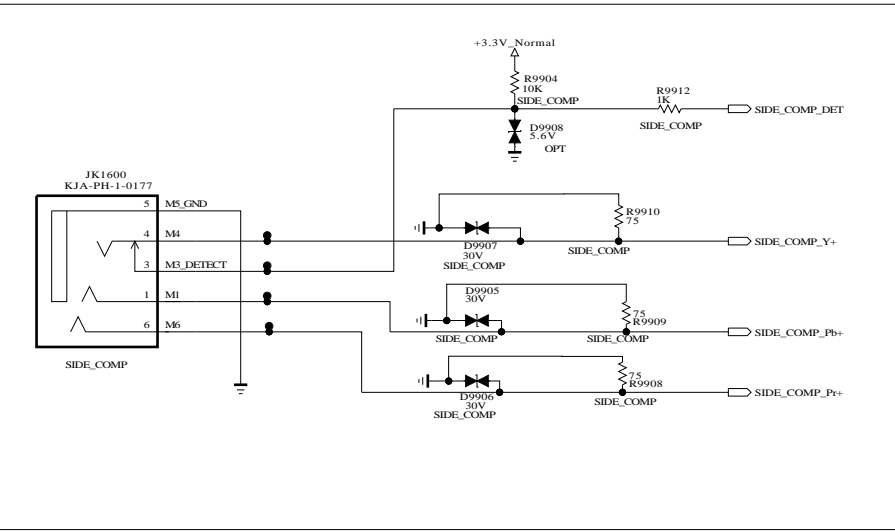 +3.3V_Normal
R9904
10K
SIDE_COMP
R9912
1K
SIDE_COMP
SIDE_COMP_DET
D9908
5.6V
OPT
JK1600
KJA-PH-1-0177
5
M5_GND
4
M4
3
M3_DETECT
1
M1
6
M6
SIDE_COMP
R9910
75
D9907
30V
SIDE_COMP
SIDE_COMP
SIDE_COMP_Y+
D9905
30V
SIDE_COMP
75
R9909
SIDE_COMP
SIDE_COMP_Pb+
D9906
30V
SIDE_COMP
75
R9908
SIDE_COMP
SIDE_COMP_Pr+